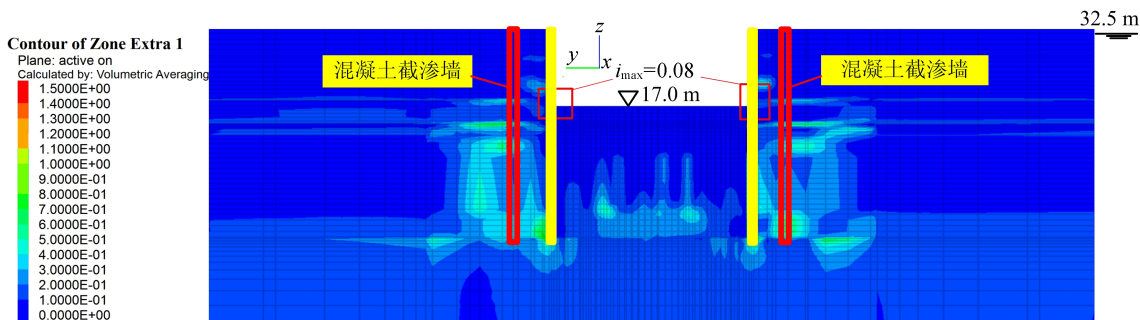 32.5 m
Contour of Zone Extra 1
Plane: active on
Calculated by: Volumetric Averaging
1.5000E+00
1.4000E+00
1.3000E+00
1.2000E+00
1.1000E+00
1.0000E+00
9.0000E-01
8.0000E-01
7.0000E-01
6.0000E-01
5.0000E-01
4.0000E-01
3.0000E-01
2.0000E-01
1.0000E-01
0.0000E+00
混凝土截渗墙
z
y
x
imax=0.08
17.0 m
混凝土截渗墙